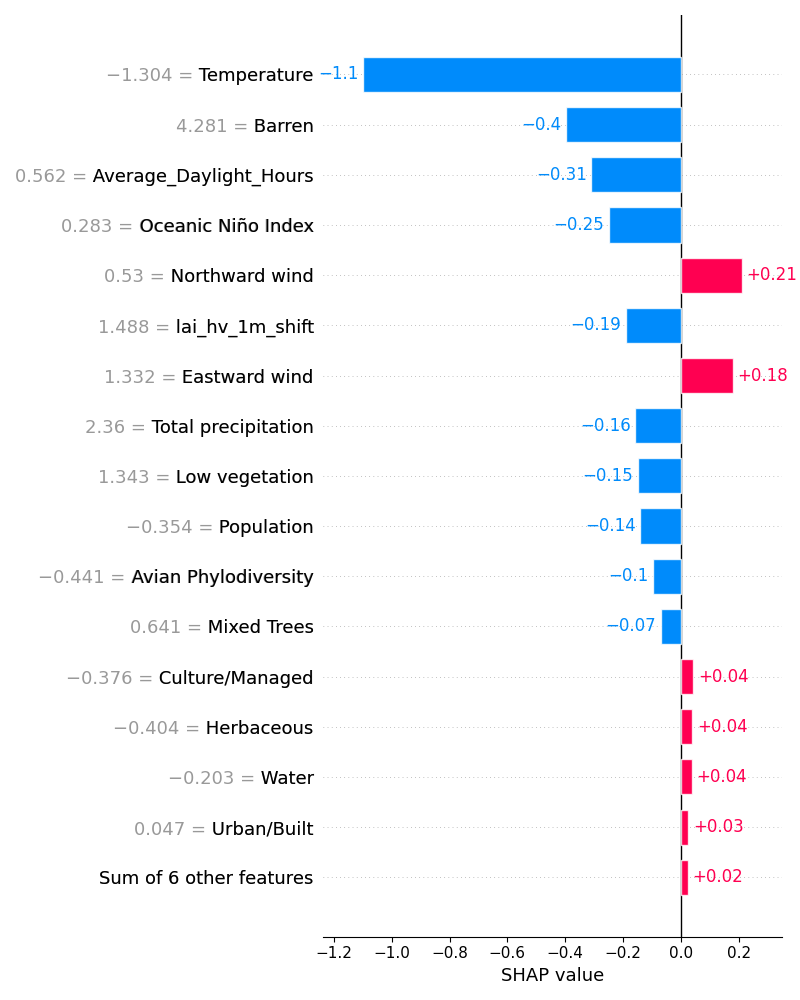 −1.304 = Temperature −1.1
4.281 = Barren −0.4
0.562 = Average_Daylight_Hours −0.31
0.283 = Oceanic Niño Index −0.25
0.53 = Northward wind +0.21
1.488 = lai_hv_1m_shift −0.19
1.332 = Eastward wind +0.18
2.36 = Total precipitation −0.16
1.343 = Low vegetation −0.15
−0.354 = Population −0.14
−0.441 = Avian Phylodiversity −0.1
0.641 = Mixed Trees −0.07
−0.376 = Culture/Managed +0.04
−0.404 = Herbaceous +0.04
−0.203 = Water +0.04
0.047 = Urban/Built +0.03
Sum of 6 other features +0.02
−1.2 −1.0 −0.8 −0.6 −0.4 −0.2 0.0 0.2
SHAP value